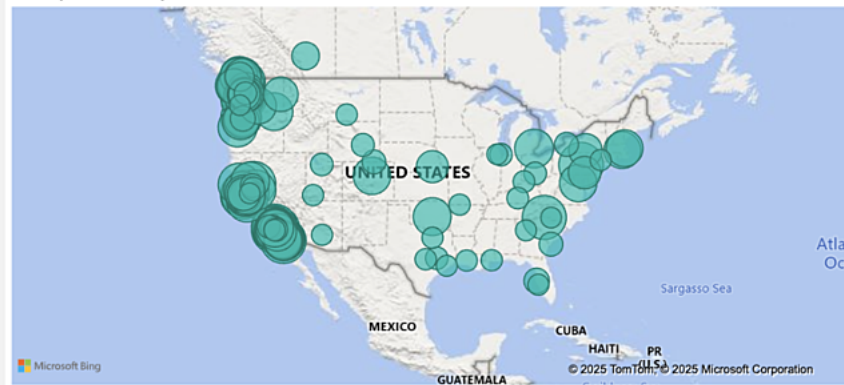 UNITED STATES
Sargasso Sea
MEXICO
CUBA
HAITI
PR
(U.S.)
GUATEMALA
Microsoft Bing
© 2025 TomTom, © 2025 Microsoft Corporation